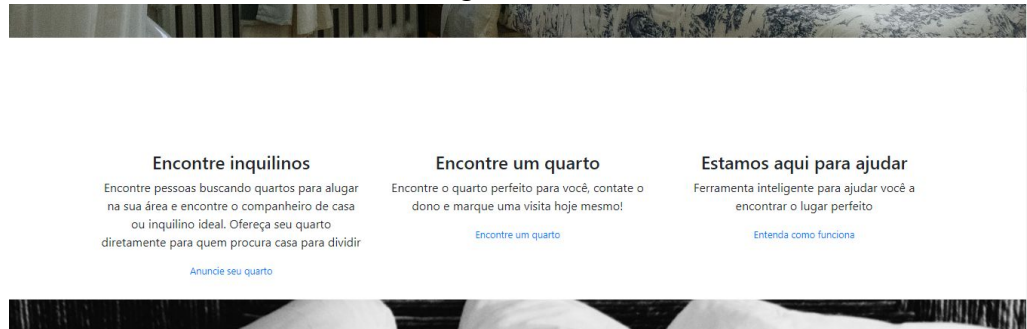 Encontre inquilinos
Encontre pessoas buscando quartos para alugar
na sua área e encontre o companheiro de casa
ou inquilino ideal. Ofereça seu quarto
diretamente para quem procura casa para dividir
Anuncie seu quarto
Encontre um quarto
Encontre o quarto perfeito para você, contate o
dono e marque uma visita hoje mesmo!
Encontre um quarto
Estamos aqui para ajudar
Ferramenta inteligente para ajudar você a
encontrar o lugar perfeito
Entenda como funciona